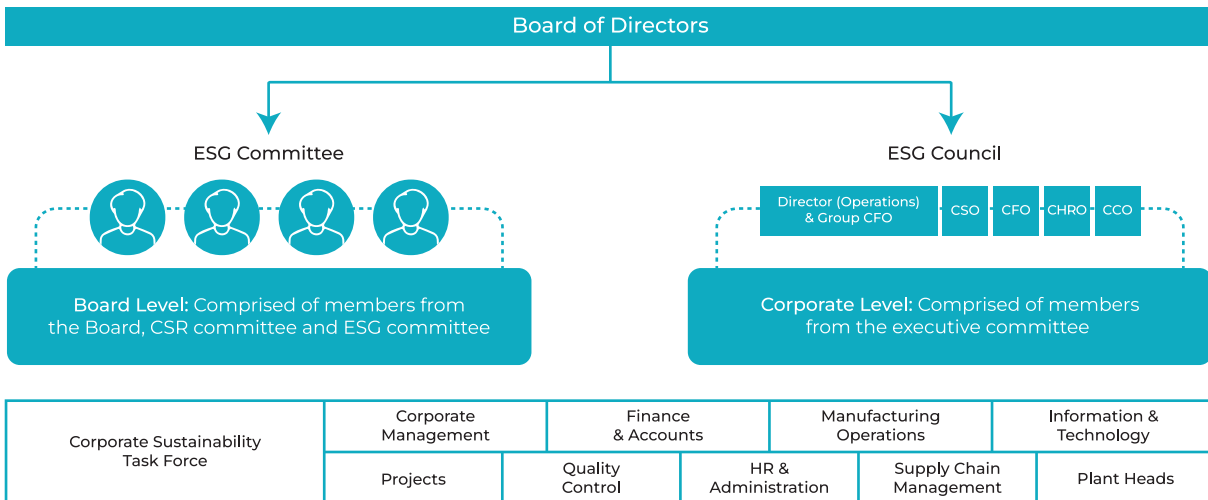 Board of Directors
ESG Committee
ESG Council
Director (Operations)
& Group CFO
CSO
CFO
CHRO
CCO
Board Level: Comprised of members from
the Board, CSR committee and ESG committee
Corporate Level: Comprised of members
from the executive committee
Corporate Sustainability
Task Force
Corporate
Management
Finance
& Accounts
Manufacturing
Operations
Information &
Technology
Projects
Quality
Control
HR &
Administration
Supply Chain
Management
Plant Heads